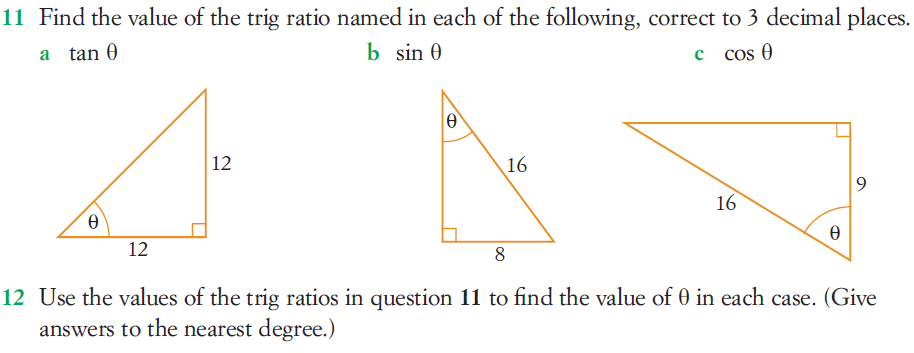 11 Find the value of the trig ratio named in each of the following, correct to 3 decimal places.
a tan θ b sin θ c cos θ
θ 12 12
θ 16 8
16 9 θ
12 Use the values of the trig ratios in question 11 to find the value of θ in each case. (Give
answers to the nearest degree.)